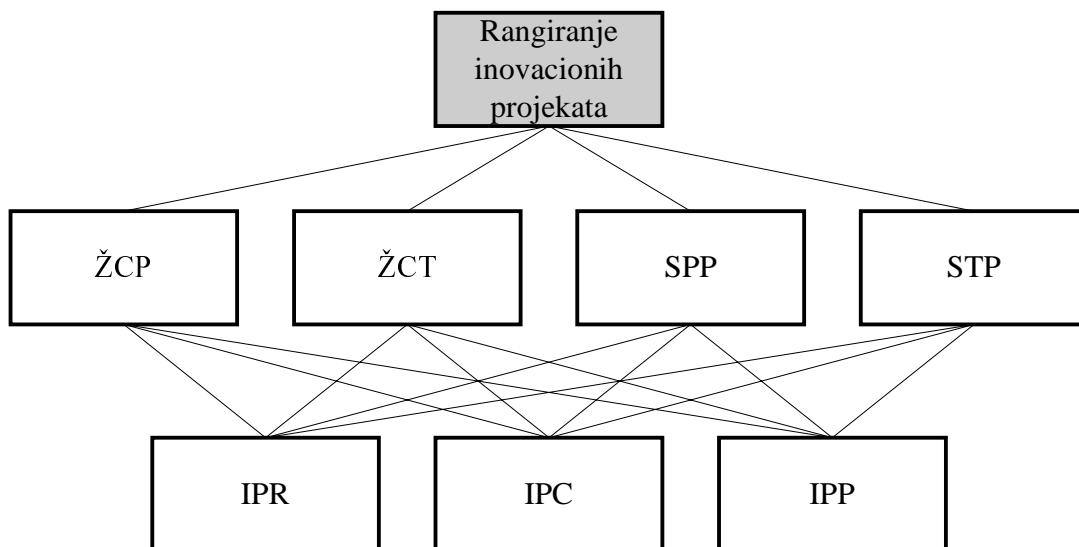 Rangiranje
inovacionih
projekata
ŽCP
ŽCT
SPP
STP
IPR
IPC
IPP